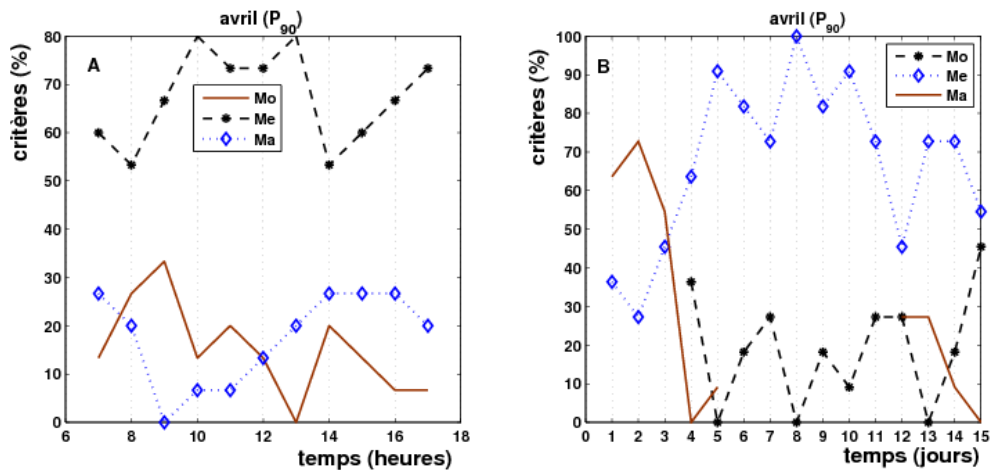 avril (P90)
A
critères (%)
80
70
60
50
40
30
20
10
0
Mo
Me
Ma
6 8 10 12 14 16 18
temps (heures)
avril (P90)
B
critères (%)
100
90
80
70
60
50
40
30
20
10
0
Mo
Me
Ma
0 1 2 3 4 5 6 7 8 9 10 11 12 13 14 15
temps (jours)